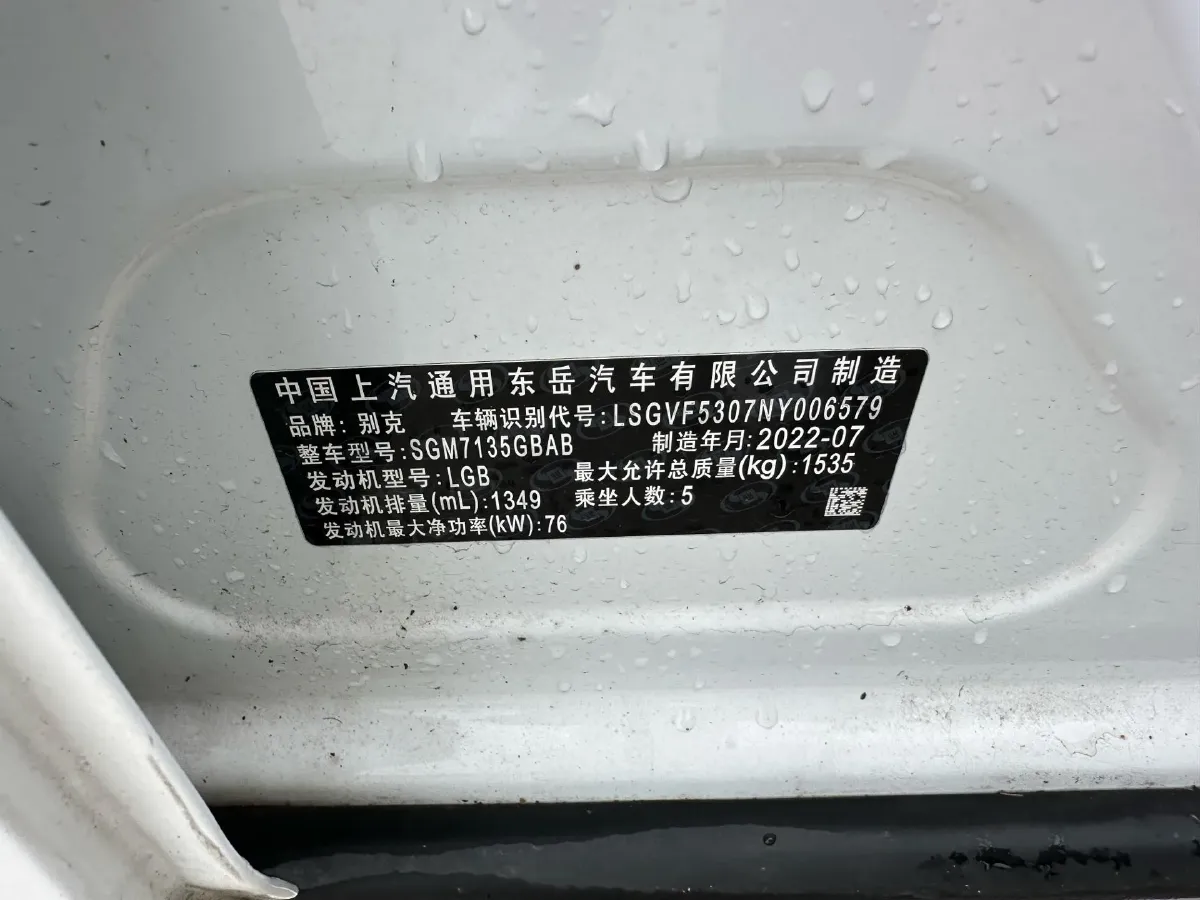 中国上汽通用东岳汽车有限公司制造
品牌: 别克 车辆识别代号: LSGVF5307NY006579
整车型号: SGM7135GBAB 制造年月: 2022-07
发动机型号: LGB 最大允许总质量(kg): 1535
发动机排量(mL): 1349 乘坐人数: 5
发动机最大净功率(kW): 76